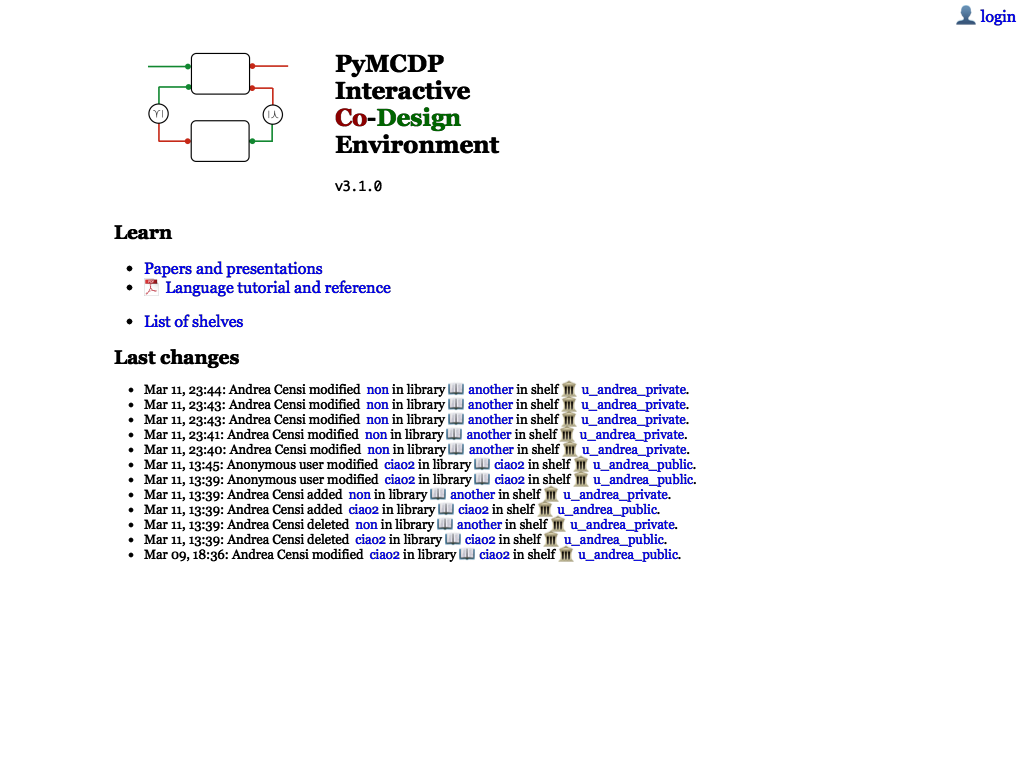 login
PyMCDP
Interactive
Co-Design
Environment
v3.1.0
Learn
Papers and presentations
Language tutorial and reference
List of shelves
Last changes
Mar 11, 23:44: Andrea Censi modified non in library another in shelf u_andrea_private.
Mar 11, 23:43: Andrea Censi modified non in library another in shelf u_andrea_private.
Mar 11, 23:43: Andrea Censi modified non in library another in shelf u_andrea_private.
Mar 11, 23:41: Andrea Censi modified non in library another in shelf u_andrea_private.
Mar 11, 23:40: Andrea Censi modified non in library another in shelf u_andrea_private.
Mar 11, 13:45: Anonymous user modified ciao2 in library ciao2 in shelf u_andrea_public.
Mar 11, 13:39: Anonymous user modified ciao2 in library ciao2 in shelf u_andrea_public.
Mar 11, 13:39: Andrea Censi added non in library another in shelf u_andrea_private.
Mar 11, 13:39: Andrea Censi added ciao2 in library ciao2 in shelf u_andrea_public.
Mar 11, 13:39: Andrea Censi deleted non in library another in shelf u_andrea_private.
Mar 11, 13:39: Andrea Censi deleted ciao2 in library ciao2 in shelf u_andrea_public.
Mar 09, 18:36: Andrea Censi modified ciao2 in library ciao2 in shelf u_andrea_public.